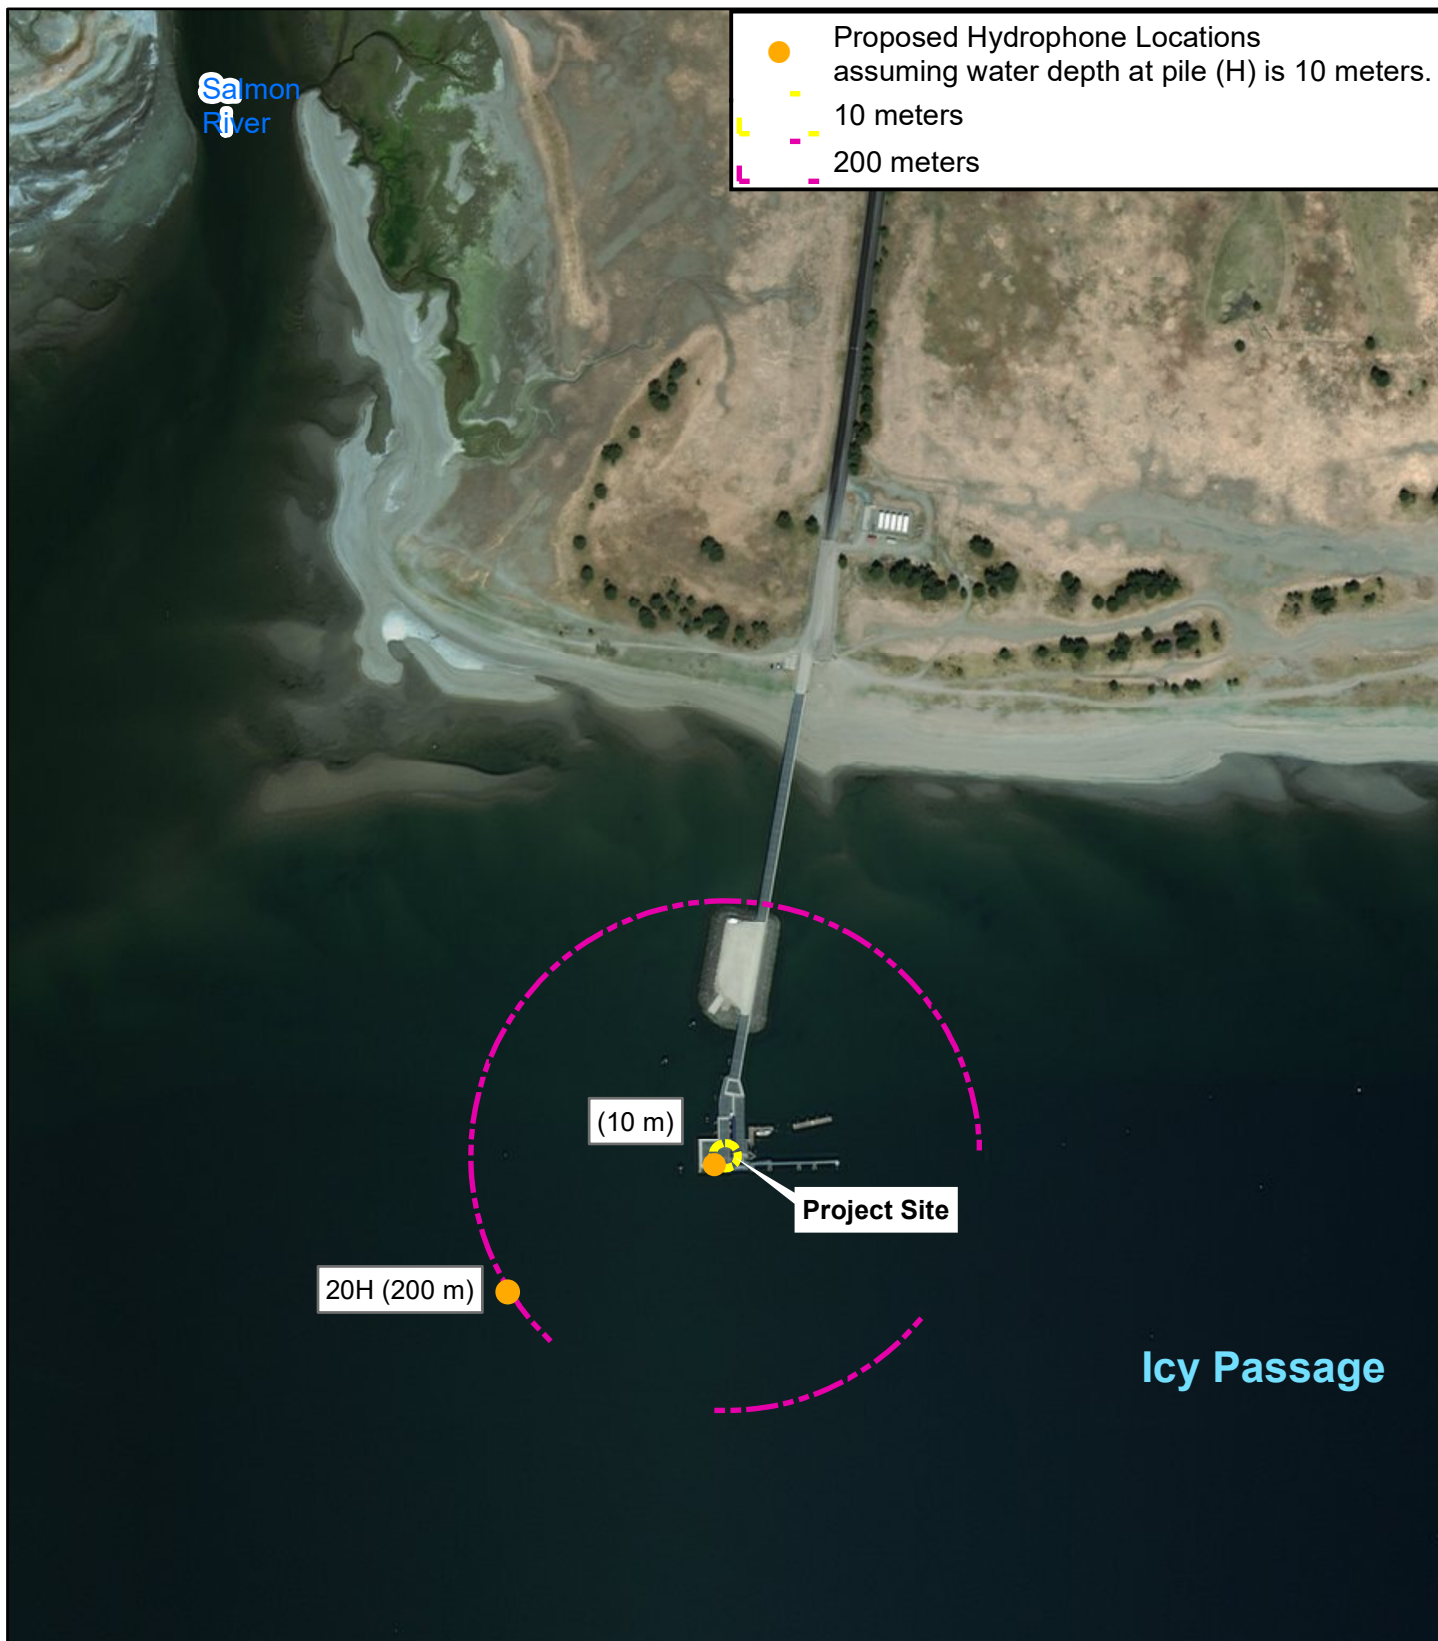 Proposed Hydrophone Locations
assuming water depth at pile (H) is 10 meters.
10 meters
200 meters
Salmon
River
(10 m)
Project Site
20H (200 m)
Icy Passage